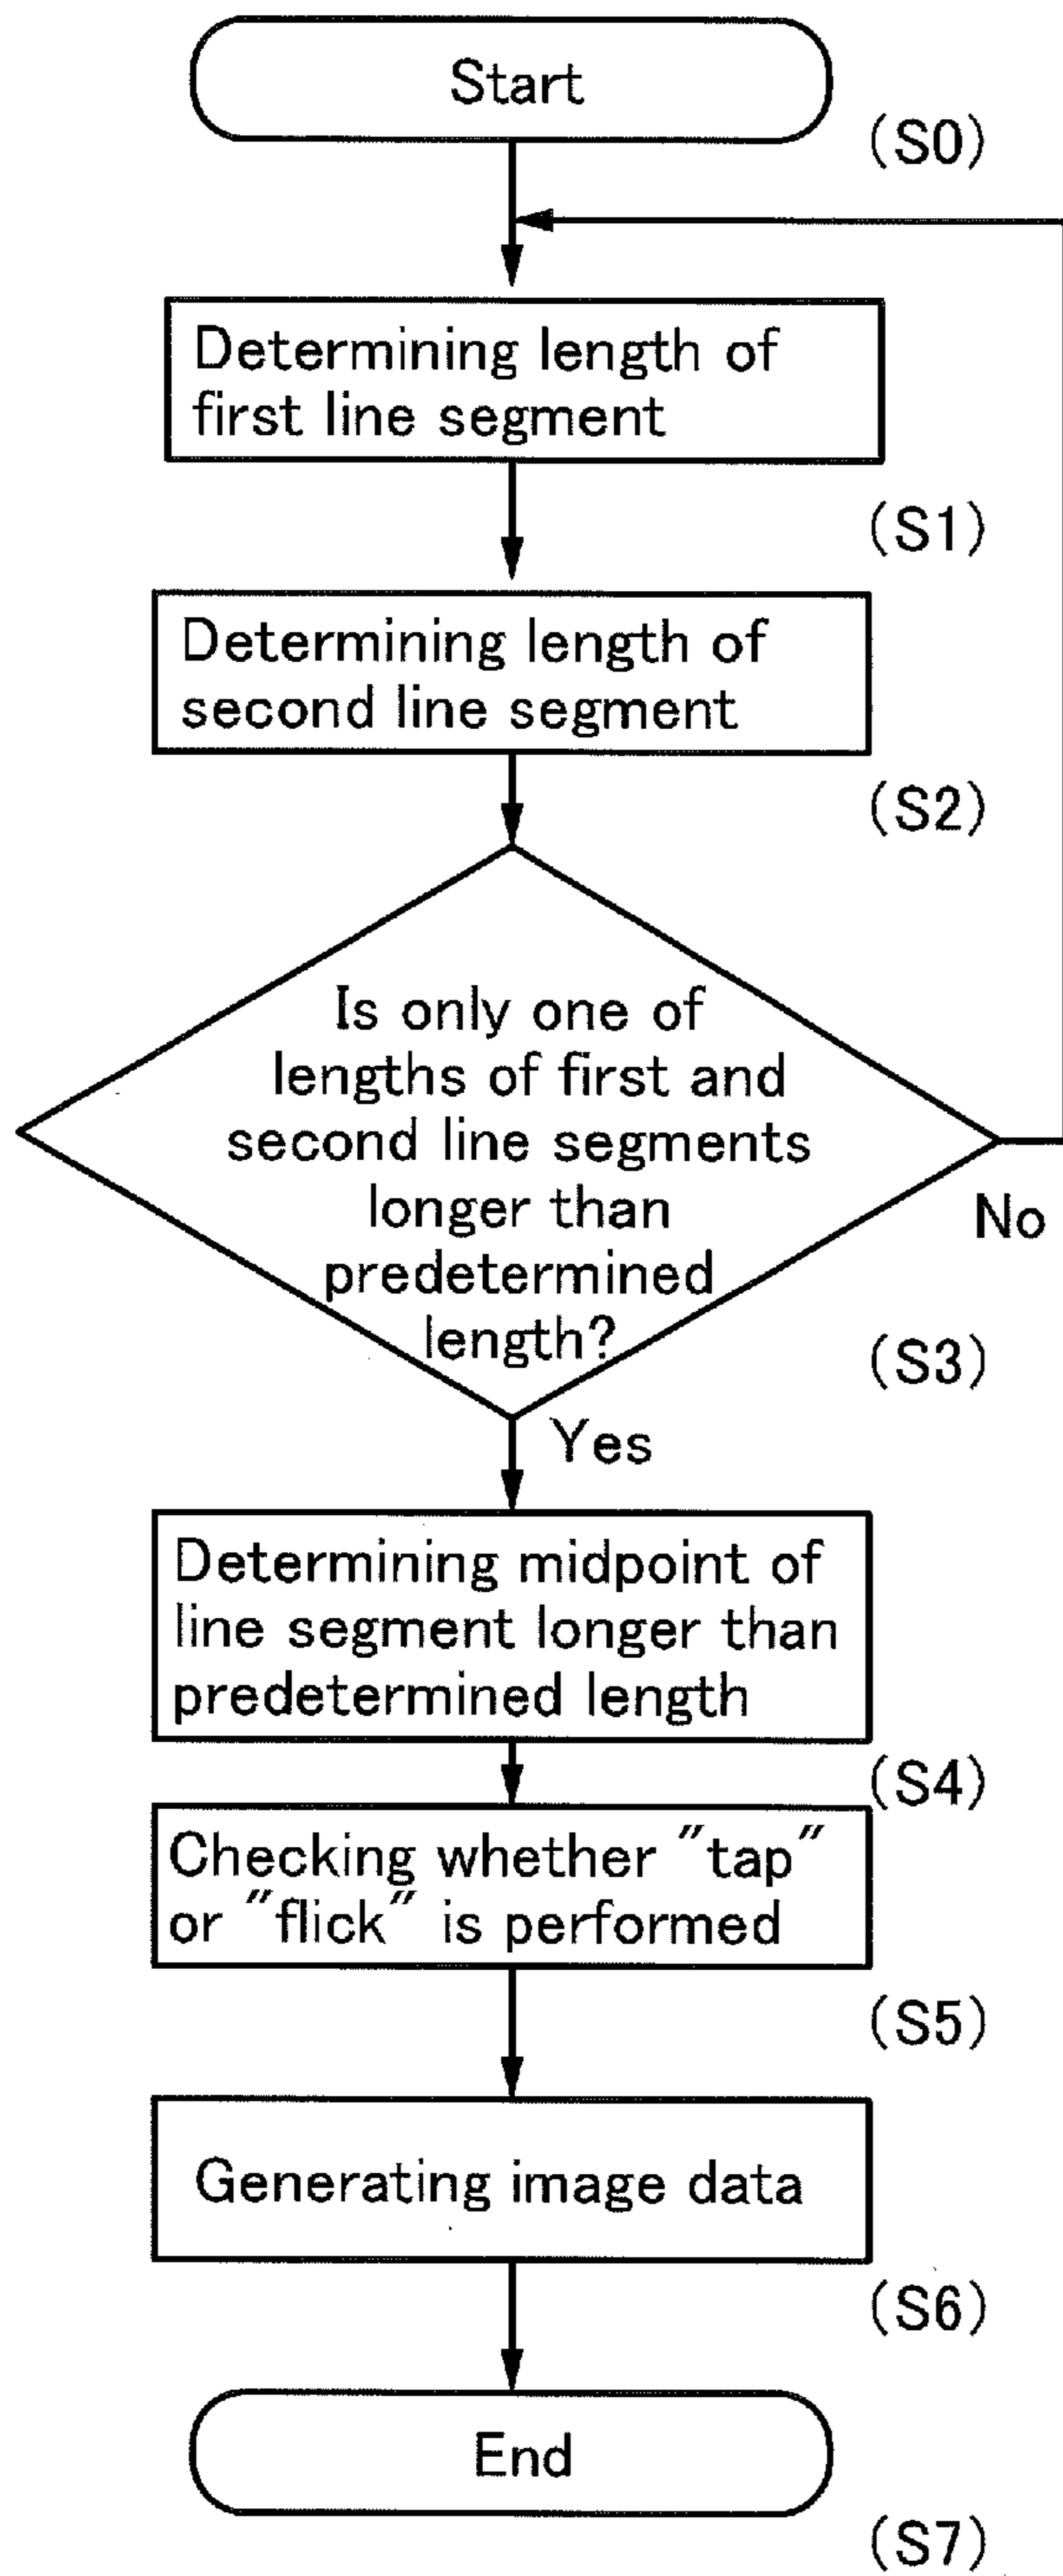 Start
(S0)
Determining length of
first line segment
(S1)
Determining length of
second line segment
(S2)
Is only one of
lengths of first and
second line segments
longer than
predetermined
length?
No
(S3)
Yes
Determining midpoint of
line segment longer than
predetermined length
(S4)
Checking whether "tap"
or "flick" is performed
(S5)
Generating image data
(S6)
End
(S7)